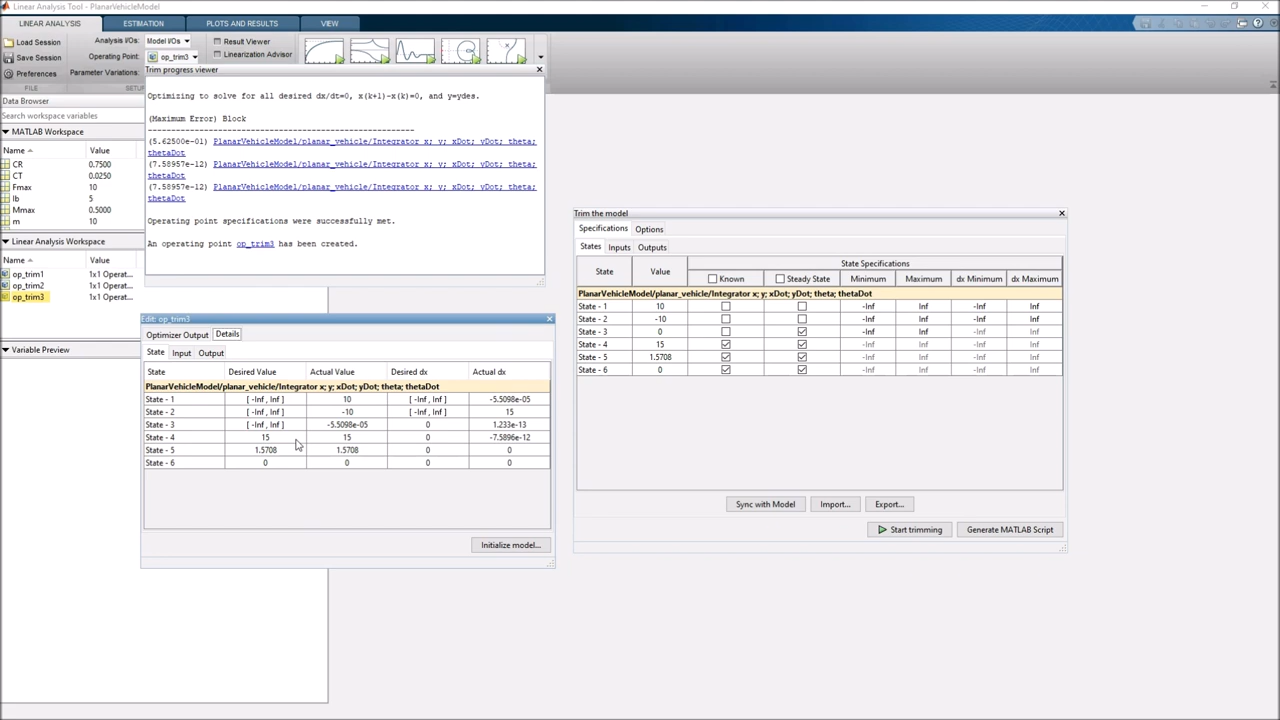 Linear Analysis Tool - PlanarVehicleModel
LINEAR ANALYSIS ESTIMATION PLOTS AND RESULTS VIEW
Load Session
Save Session
Preferences
FILE
Analysis I/Os: Model I/Os
Operating Point: op_trim3
Parameter Variations:
SETUP
Result Viewer
Linearization Advisor
Data Browser
Search workspace variables
MATLAB Workspace
Name Value
CR 0.7500
CT 0.0250
Fmax 10
Ib 5
Mmax 0.5000
m 10
Linear Analysis Workspace
Name Value
op_trim1 1x1 Operat...
op_trim2 1x1 Operat...
op_trim3 1x1 Operat...
Variable Preview
Trim progress viewer
Optimizing to solve for all desired dx/dt=0, x(k+1)-x(k)=0, and y=ydes.
(Maximum Error) Block
---------------------------------------------------------
(5.62500e-01) PlanarVehicleModel/planar_vehicle/Integrator x; y; xDot; yDot; theta;
thetaDot
(7.58957e-12) PlanarVehicleModel/planar_vehicle/Integrator x; y; xDot; yDot; theta;
thetaDot
(7.58957e-12) PlanarVehicleModel/planar_vehicle/Integrator x; y; xDot; yDot; theta;
thetaDot
Operating point specifications were successfully met.
An operating point op_trim3 has been created.
Edit: op_trim3
Optimizer Output Details
State Input Output
State Desired Value Actual Value Desired dx Actual dx
PlanarVehicleModel/planar_vehicle/Integrator x; y; xDot; yDot; theta; thetaDot
State - 1 [ -Inf , Inf ] 10 [ -Inf , Inf ] -5.5098e-05
State - 2 [ -Inf , Inf ] -10 [ -Inf , Inf ] 15
State - 3 [ -Inf , Inf ] -5.5098e-05 0 1.233e-13
State - 4 15 15 0 -7.5896e-12
State - 5 1.5708 1.5708 0 0
State - 6 0 0 0 0
Initialize model...
Trim the model
Specifications Options
States Inputs Outputs
State Value State Specifications
Known Steady State Minimum Maximum dx Minimum dx Maximum
PlanarVehicleModel/planar_vehicle/Integrator x; y; xDot; yDot; theta; thetaDot
State - 1 10 -Inf Inf -Inf Inf
State - 2 -10 -Inf Inf -Inf Inf
State - 3 0 -Inf Inf -Inf Inf
State - 4 15 -Inf Inf -Inf Inf
State - 5 1.5708 -Inf Inf -Inf Inf
State - 6 0 -Inf Inf -Inf Inf
Sync with Model Import... Export...
Start trimming Generate MATLAB Script